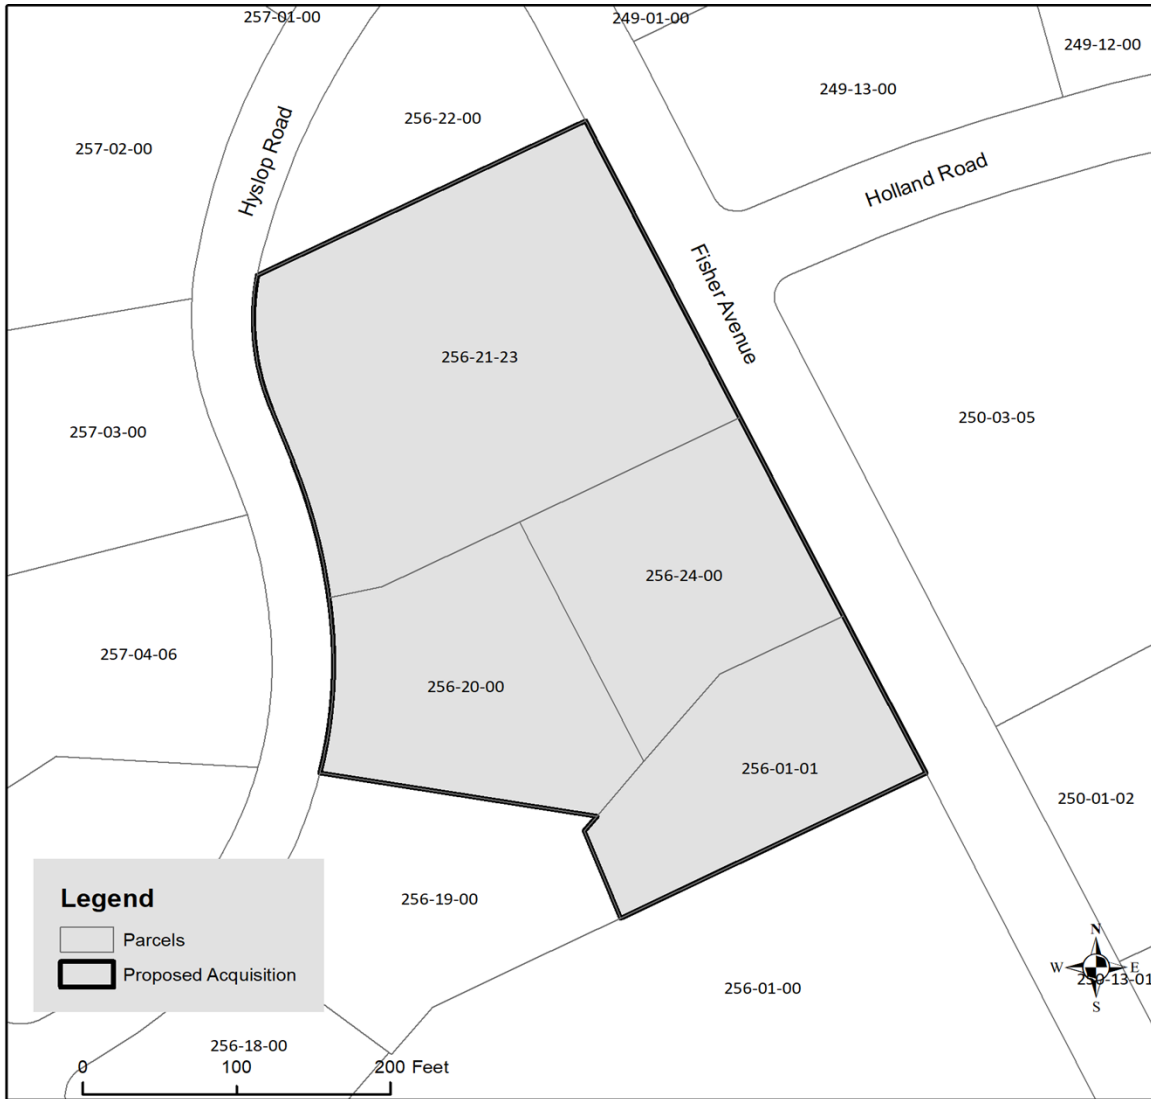 257-01-00
249-01-00
249-12-00
249-13-00
256-22-00
257-02-00
Hyslop Road
Holland Road
Fisher Avenue
256-21-23
250-03-05
257-03-00
256-24-00
257-04-06
256-20-00
256-01-01
250-01-02
256-19-00
Legend
Parcels
Proposed Acquisition
N
W
E
S
250-13-01
256-01-00
256-18-00
0
100
200 Feet